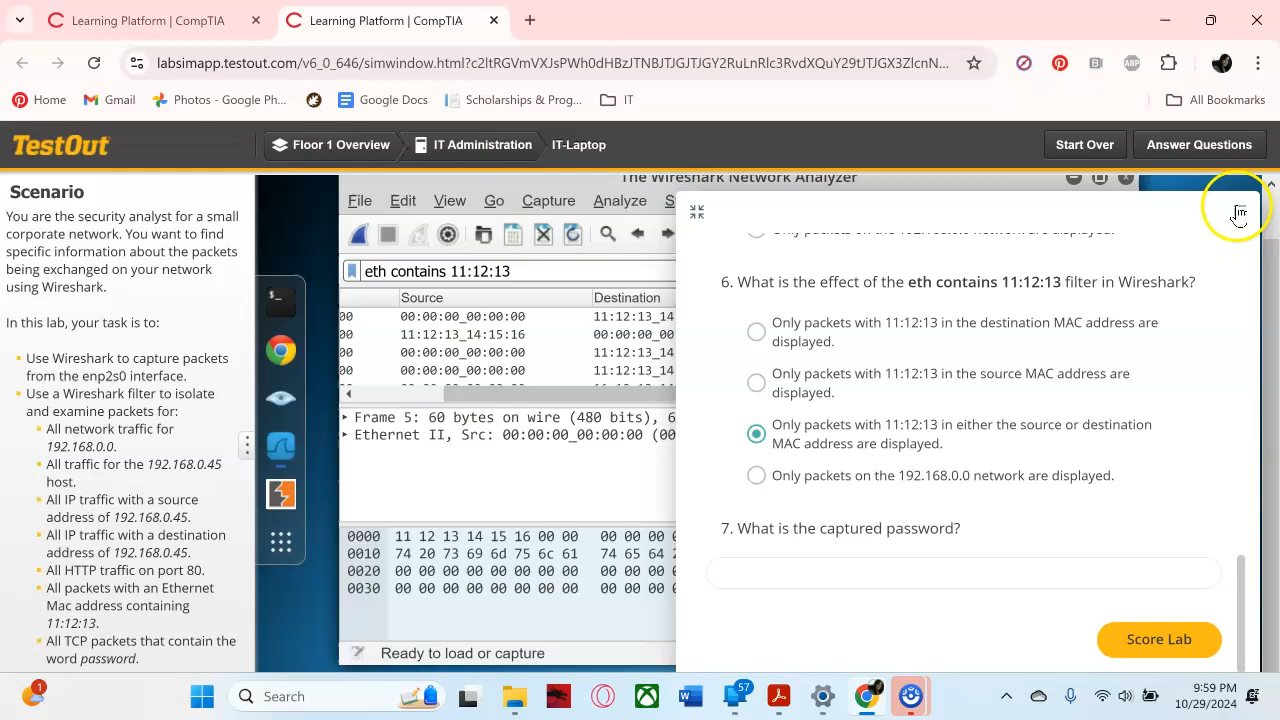 Learning Platform | CompTIA
Learning Platform | CompTIA
labsimapp.testout.com/v6_0_646/simwindow.html?c2ltRGVmVXJsPWh0dHBzJTNBJTJGJTJGY2RuLnRlc3RvdXQuY29tJTJGX3ZlcnN...
Home
Gmail
Photos - Google Ph...
Google Docs
Scholarships & Prog...
IT
All Bookmarks
TestOut
Floor 1 Overview
IT Administration
IT-Laptop
Start Over
Answer Questions
Scenario
You are the security analyst for a small
corporate network. You want to find
specific information about the packets
being exchanged on your network
using Wireshark.
In this lab, your task is to:
Use Wireshark to capture packets
from the enp2s0 interface.
Use a Wireshark filter to isolate
and examine packets for:
All network traffic for
192.168.0.0.
All traffic for the 192.168.0.45
host.
All IP traffic with a source
address of 192.168.0.45.
All IP traffic with a destination
address of 192.168.0.45.
All HTTP traffic on port 80.
All packets with an Ethernet
Mac address containing
11:12:13.
All TCP packets that contain the
word password.
The Wireshark Network Analyzer
File Edit View Go Capture Analyze S
eth contains 11:12:13
Source Destination
00 00:00:00_00:00:00 11:12:13_14
00 11:12:13:14:15:16 00:00:00_00
00 00:00:00_00:00:00 11:12:13_14
00 00:00:00_00:00:00 11:12:13_14
Frame 5: 60 bytes on wire (480 bits), 6
Ethernet II, Src: 00:00:00_00:00:00 (00
0000 11 12 13 14 15 16 00 00 00 00
0010 74 20 73 69 6d 75 6c 61 74 65 64 2
0020 00 00 00 00 00 00 00 00 00 00 00
0030 00 00 00 00 00 00 00 00 00 00 00
Ready to load or capture
6. What is the effect of the eth contains 11:12:13 filter in Wireshark?
Only packets with 11:12:13 in the destination MAC address are
displayed.
Only packets with 11:12:13 in the source MAC address are
displayed.
Only packets with 11:12:13 in either the source or destination
MAC address are displayed.
Only packets on the 192.168.0.0 network are displayed.
7. What is the captured password?
Score Lab
1
Search
57
9:59 PM
10/29/2024